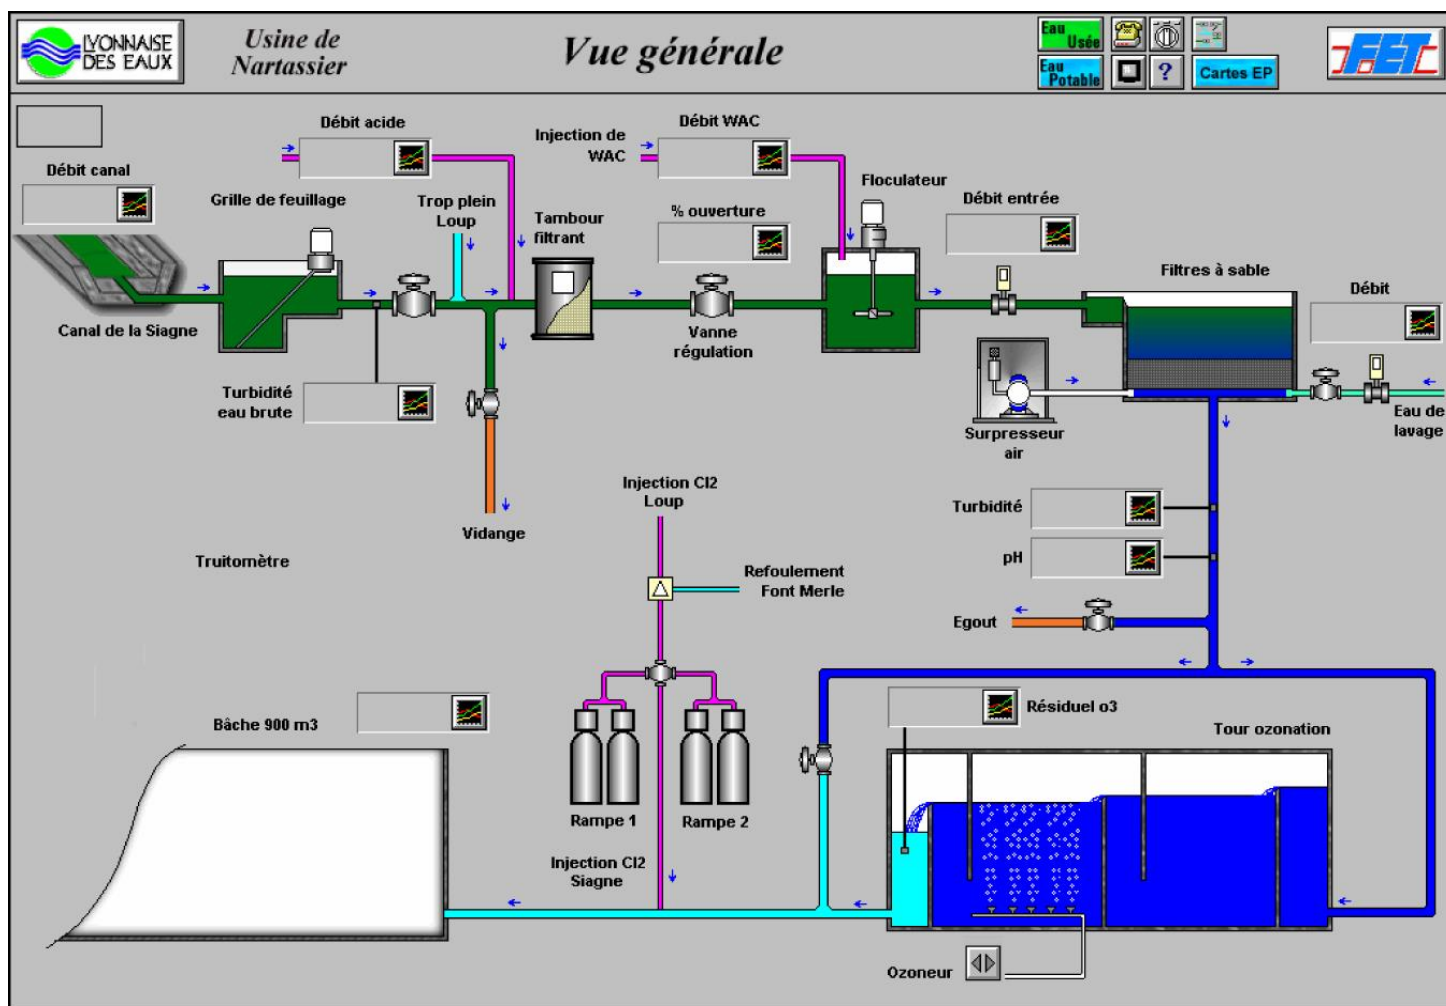 LYONNAISE
DES EAUX
Usine de
Nartassier
Vue générale
Eau
Usée
Eau
Potable
?
Cartes EP
FET
Débit canal
Débit acide
Grille de feuillage
Trop plein
Loup
Tambour
filtrant
Injection de
WAC
Débit WAC
% ouverture
Floculateur
Débit entrée
Filtres à sable
Débit
Canal de la Siagne
Vanne
régulation
Turbidité
eau brute
Surpresseur
air
Eau de
lavage
Vidange
Injection Cl2
Loup
Turbidité
pH
Truitomètre
Refoulement
Font Merle
Egout
Bâche 900 m3
Résiduel o3
Tour ozonation
Rampe 1
Rampe 2
Injection Cl2
Siagne
Ozoneur